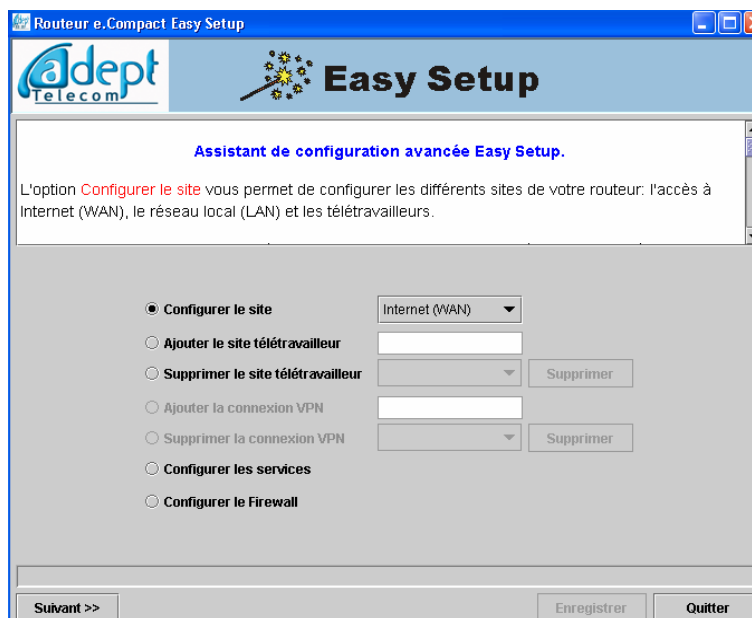 Routeur e.Compact Easy Setup
adept
Telecom
Easy Setup
Assistant de configuration avancée Easy Setup.
L'option Configurer le site vous permet de configurer les différents sites de votre routeur: l'accès à
Internet (WAN), le réseau local (LAN) et les télétravailleurs.
Configurer le site Internet (WAN)
Ajouter le site télétravailleur
Supprimer le site télétravailleur Supprimer
Ajouter la connexion VPN
Supprimer la connexion VPN Supprimer
Configurer les services
Configurer le Firewall
Suivant >> Enregistrer Quitter